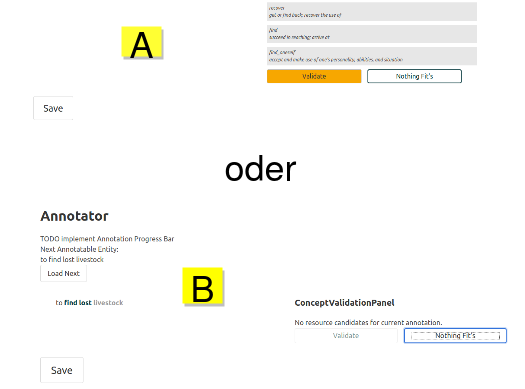 recover
get or find back; recover the use of
find
succeed in reaching; arrive at
find, oneself
accept and make use of one's personality, abilities, and situation
A
Validate
Nothing Fit's
Save
oder
Annotator
TODO implement Annotation Progress Bar
Next Annotatable Entity:
to find lost livestock
Load Next
B
to find lost livestock
ConceptValidationPanel
No resource candidates for current annotation.
Validate
Nothing Fit's
Save